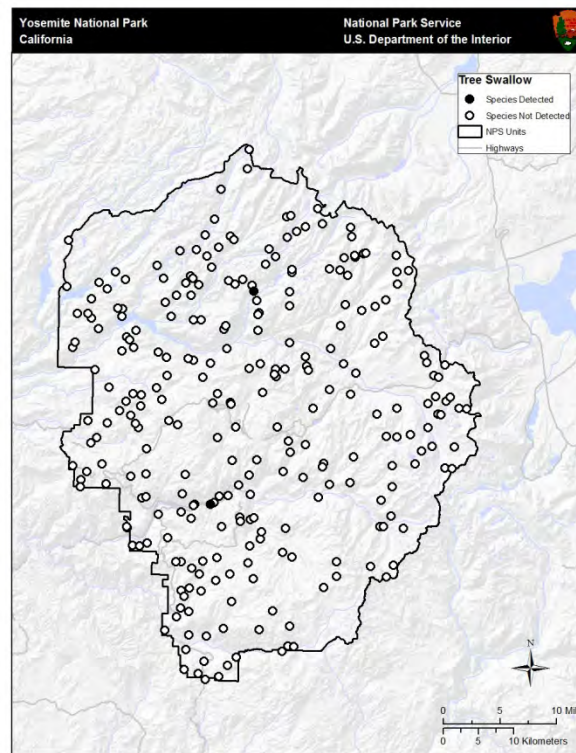 Yosemite National Park
California
National Park Service
U.S. Department of the Interior
Tree Swallow
Species Detected
Species Not Detected
NPS Units
Highways
N
0 5 10 Mil
0 5 10 Kilometers